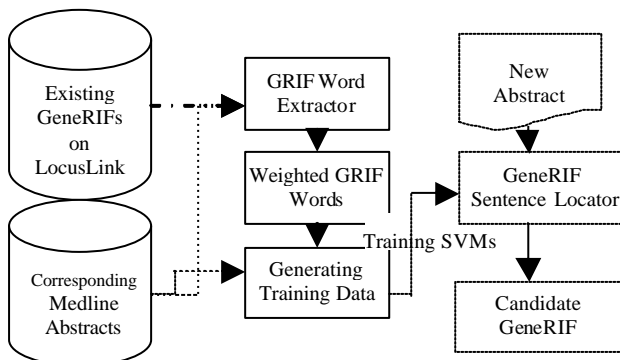 Existing
GeneRIFs
on
LocusLink
Corresponding
Medline
Abstracts
GRIF Word
Extractor
Weighted GRIF
Words
Generating
Training Data
Training SVMs
New
Abstract
GeneRIF
Sentence Locator
Candidate
GeneRIF